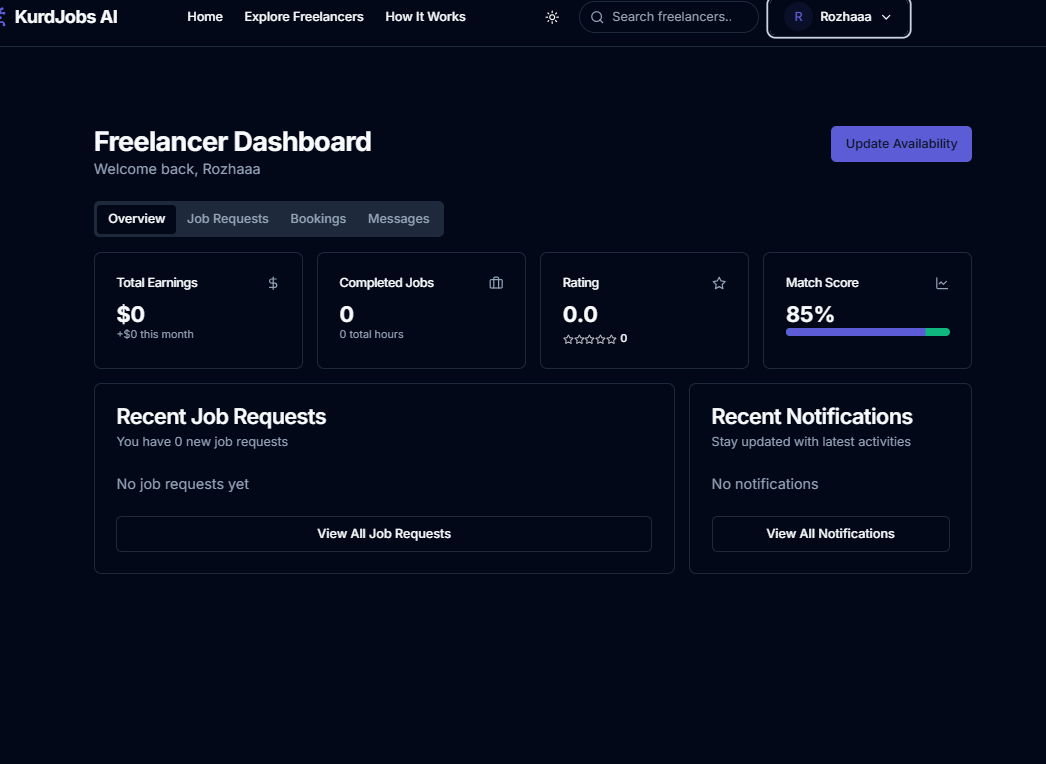 KurdJobs AI
Home
Explore Freelancers
How It Works
Search freelancers..
R
Rozhaaa
Freelancer Dashboard
Welcome back, Rozhaaa
Update Availability
Overview
Job Requests
Bookings
Messages
Total Earnings
$0
+$0 this month
Completed Jobs
0
0 total hours
Rating
0.0
0
Match Score
85%
Recent Job Requests
You have 0 new job requests
No job requests yet
View All Job Requests
Recent Notifications
Stay updated with latest activities
No notifications
View All Notifications